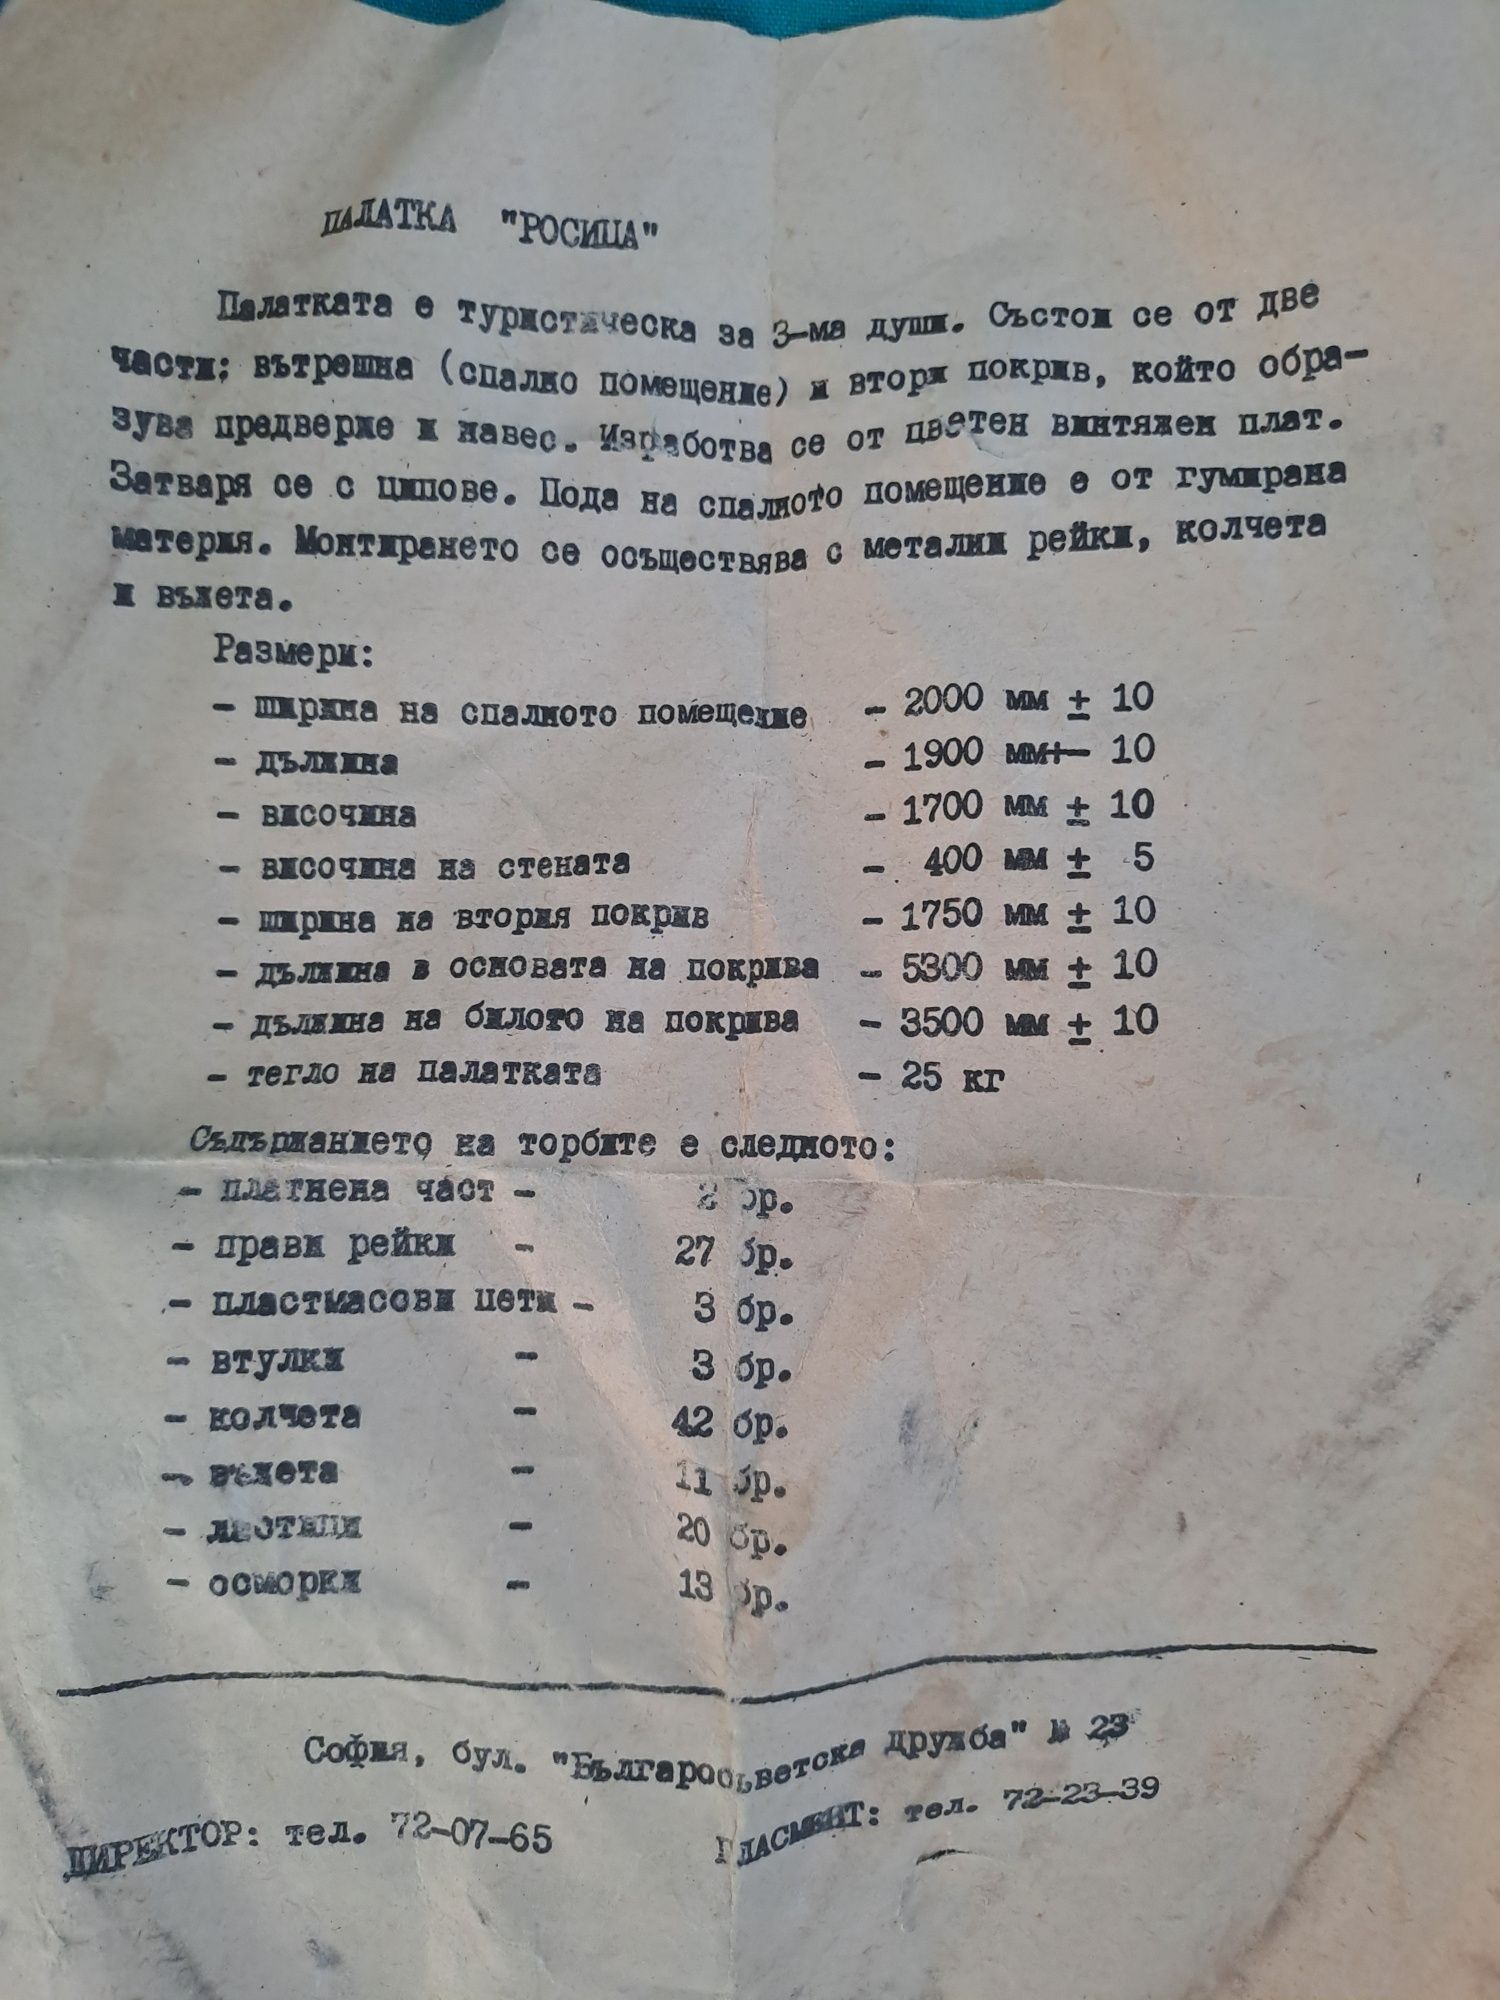 ПАЛАТКА "РОСИЦА"
Палатката е туристическа за 3-ма души. Състои се от две
части; вътрешна (спално помещение) и втори покрив, който обра-
зува предверие и навес. Изработва се от цветен винтяжен плат.
Затваря се с ципове. Пода на спалното помещение е от гумирана
материя. Монтирането се осъществява с метални рейки, колчета
и въжета.
Размери:
- ширина на спалното помещение - 2000 мм ± 10
- дължина - 1900 мм+- 10
- височина - 1700 мм ± 10
- височина на стената - 400 мм ± 5
- ширина на втория покрив - 1750 мм ± 10
- дължина в основата на покрива - 5300 мм ± 10
- дължина на билото на покрива - 3500 мм ± 10
- тегло на палатката - 25 кг
Съдържанието на торбите е следното:
- платнена част - 2 бр.
- прави рейки - 27 бр.
- пластмасови пети - 3 бр.
- втулки - 3 бр.
- колчета - 42 бр.
- въжета - 11 бр.
- ластици - 20 бр.
- осморки - 13 бр.
София, бул. "Българосъветска дружба" № 23
ДИРЕКТОР: тел. 72-07-65 ПЛАСМЕНТ: тел. 72-23-39